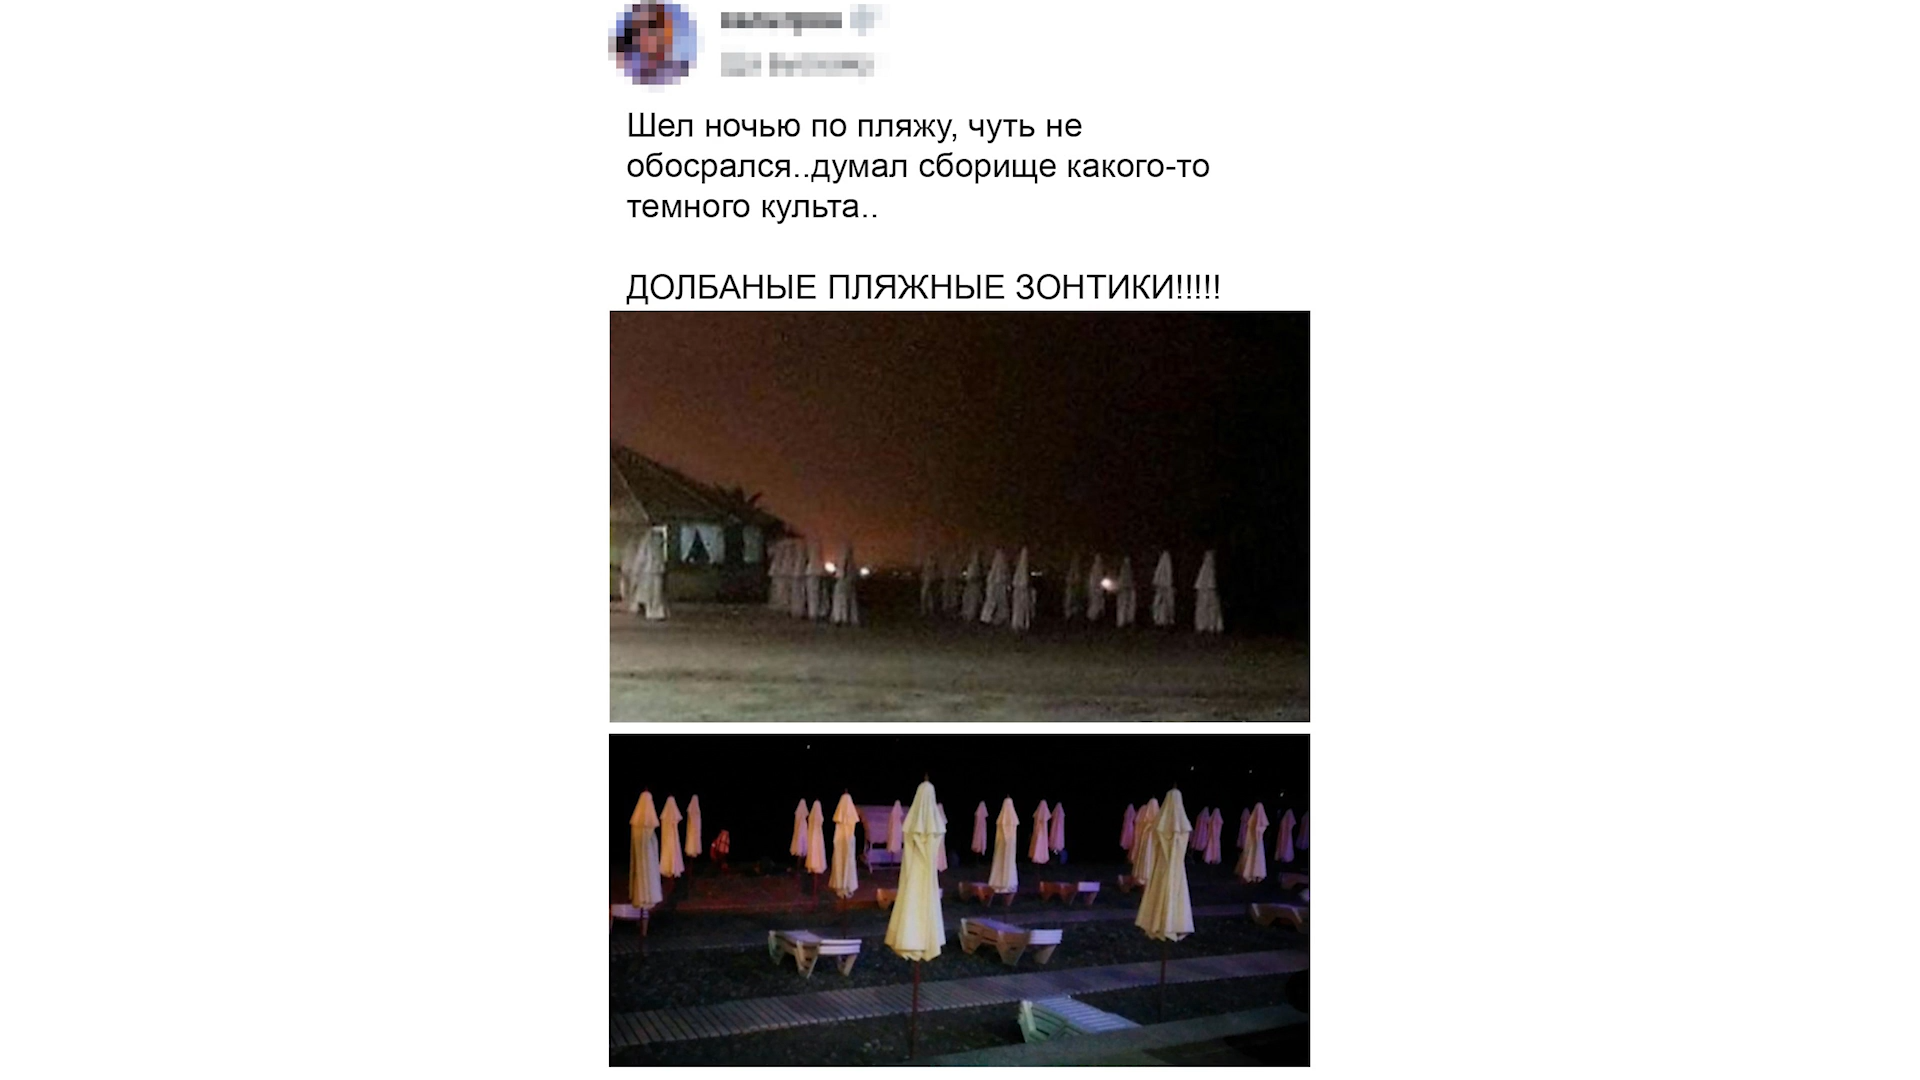 Шел ночью по пляжу, чуть не
обосрался..думал сборище какого-то
темного культа..
ДОЛБАНЫЕ ПЛЯЖНЫЕ ЗОНТИКИ!!!!!